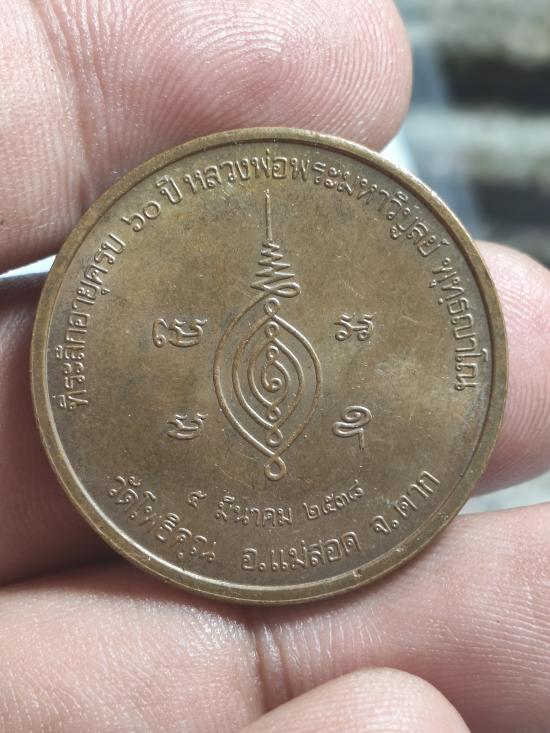 ที่ระลึกอายุครบ ๖๐ ปี หลวงพ่อพระมหาวิบูลย์ พุทฺธญาโณ
๕ มีนาคม ๒๕๓๘
วัดโพธิคุณ อ.แม่สอด จ.ตาก